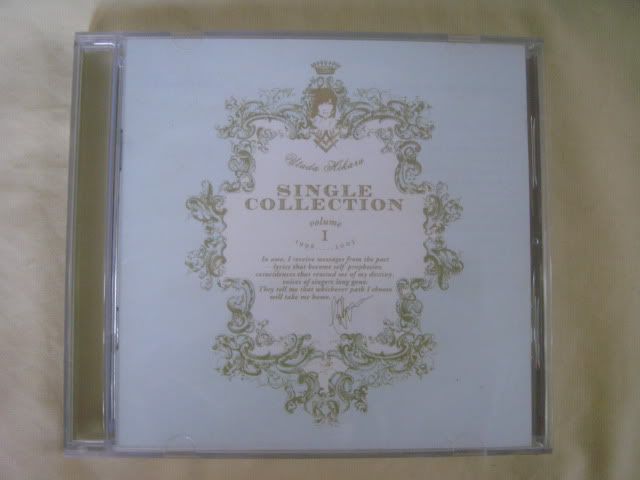 Utada Hikaru
SINGLE
COLLECTION
volume
I
In awe, I receive messages from the past
lyrics that become self prophesies
coincidences that remind me of my destiny
voices of singers long gone.
They tell me that whichever path I choose
will take me home.